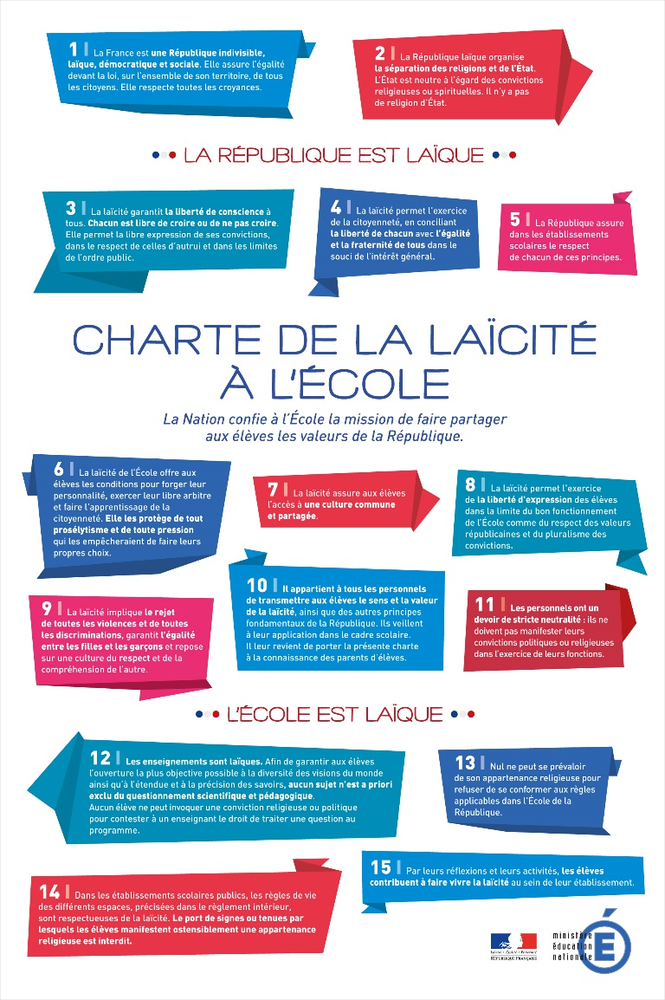 1 | La France est une République indivisible,
laïque, démocratique et sociale. Elle assure l'égalité
devant la loi, sur l'ensemble de son territoire, de tous
les citoyens. Elle respecte toutes les croyances.
2 | La République laïque organise
la séparation des religions et de l'État.
L'État est neutre à l'égard des convictions
religieuses ou spirituelles. Il n'y a pas
de religion d'État.
LA RÉPUBLIQUE EST LAÏQUE
3 | La laïcité garantit la liberté de conscience à
tous. Chacun est libre de croire ou de ne pas croire.
Elle permet la libre expression de ses convictions,
dans le respect de celles d'autrui et dans les limites
de l'ordre public.
4 | La laïcité permet l'exercice
de la citoyenneté, en conciliant
la liberté de chacun avec l'égalité
et la fraternité de tous dans le
souci de l'intérêt général.
5 | La République assure
dans les établissements
scolaires le respect
de chacun de ces principes.
CHARTE DE LA LAÏCITÉ
À L'ÉCOLE
La Nation confie à l'École la mission de faire partager
aux élèves les valeurs de la République.
6 | La laïcité de l'École offre aux
élèves les conditions pour forger leur
personnalité, exercer leur libre arbitre
et faire l'apprentissage de la
citoyenneté. Elle les protège de tout
prosélytisme et de toute pression
qui les empêcheraient de faire leurs
propres choix.
7 | La laïcité assure aux élèves
l'accès à une culture commune
et partagée.
8 | La laïcité permet l'exercice
de la liberté d'expression des élèves
dans la limite du bon fonctionnement
de l'École comme du respect des valeurs
républicaines et du pluralisme des
convictions.
9 | La laïcité implique le rejet
de toutes les violences et de toutes
les discriminations, garantit l'égalité
entre les filles et les garçons et repose
sur une culture du respect et de la
compréhension de l'autre.
10 | Il appartient à tous les personnels
de transmettre aux élèves le sens et la valeur
de la laïcité, ainsi que des autres principes
fondamentaux de la République. Ils veillent
à leur application dans le cadre scolaire.
Il leur revient de porter la présente charte
à la connaissance des parents d'élèves.
11 | Les personnels ont un
devoir de stricte neutralité : ils ne
doivent pas manifester leurs
convictions politiques ou religieuses
dans l'exercice de leurs fonctions.
L'ÉCOLE EST LAÏQUE
12 | Les enseignements sont laïques. Afin de garantir aux élèves
l'ouverture la plus objective possible à la diversité des visions du monde
ainsi qu'à l'étendue et à la précision des savoirs, aucun sujet n'est a priori
exclu du questionnement scientifique et pédagogique.
Aucun élève ne peut invoquer une conviction religieuse ou politique
pour contester à un enseignant le droit de traiter une question au
programme.
13 | Nul ne peut se prévaloir
de son appartenance religieuse pour
refuser de se conformer aux règles
applicables dans l'École de la
République.
14 | Dans les établissements scolaires publics, les règles de vie
des différents espaces, précisées dans le règlement intérieur,
sont respectueuses de la laïcité. Le port de signes ou tenues par
lesquels les élèves manifestent ostensiblement une appartenance
religieuse est interdit.
15 | Par leurs réflexions et leurs activités, les élèves
contribuent à faire vivre la laïcité au sein de leur établissement.
Liberté • Égalité • Fraternité
RÉPUBLIQUE FRANÇAISE
ministère
éducation
nationale
É